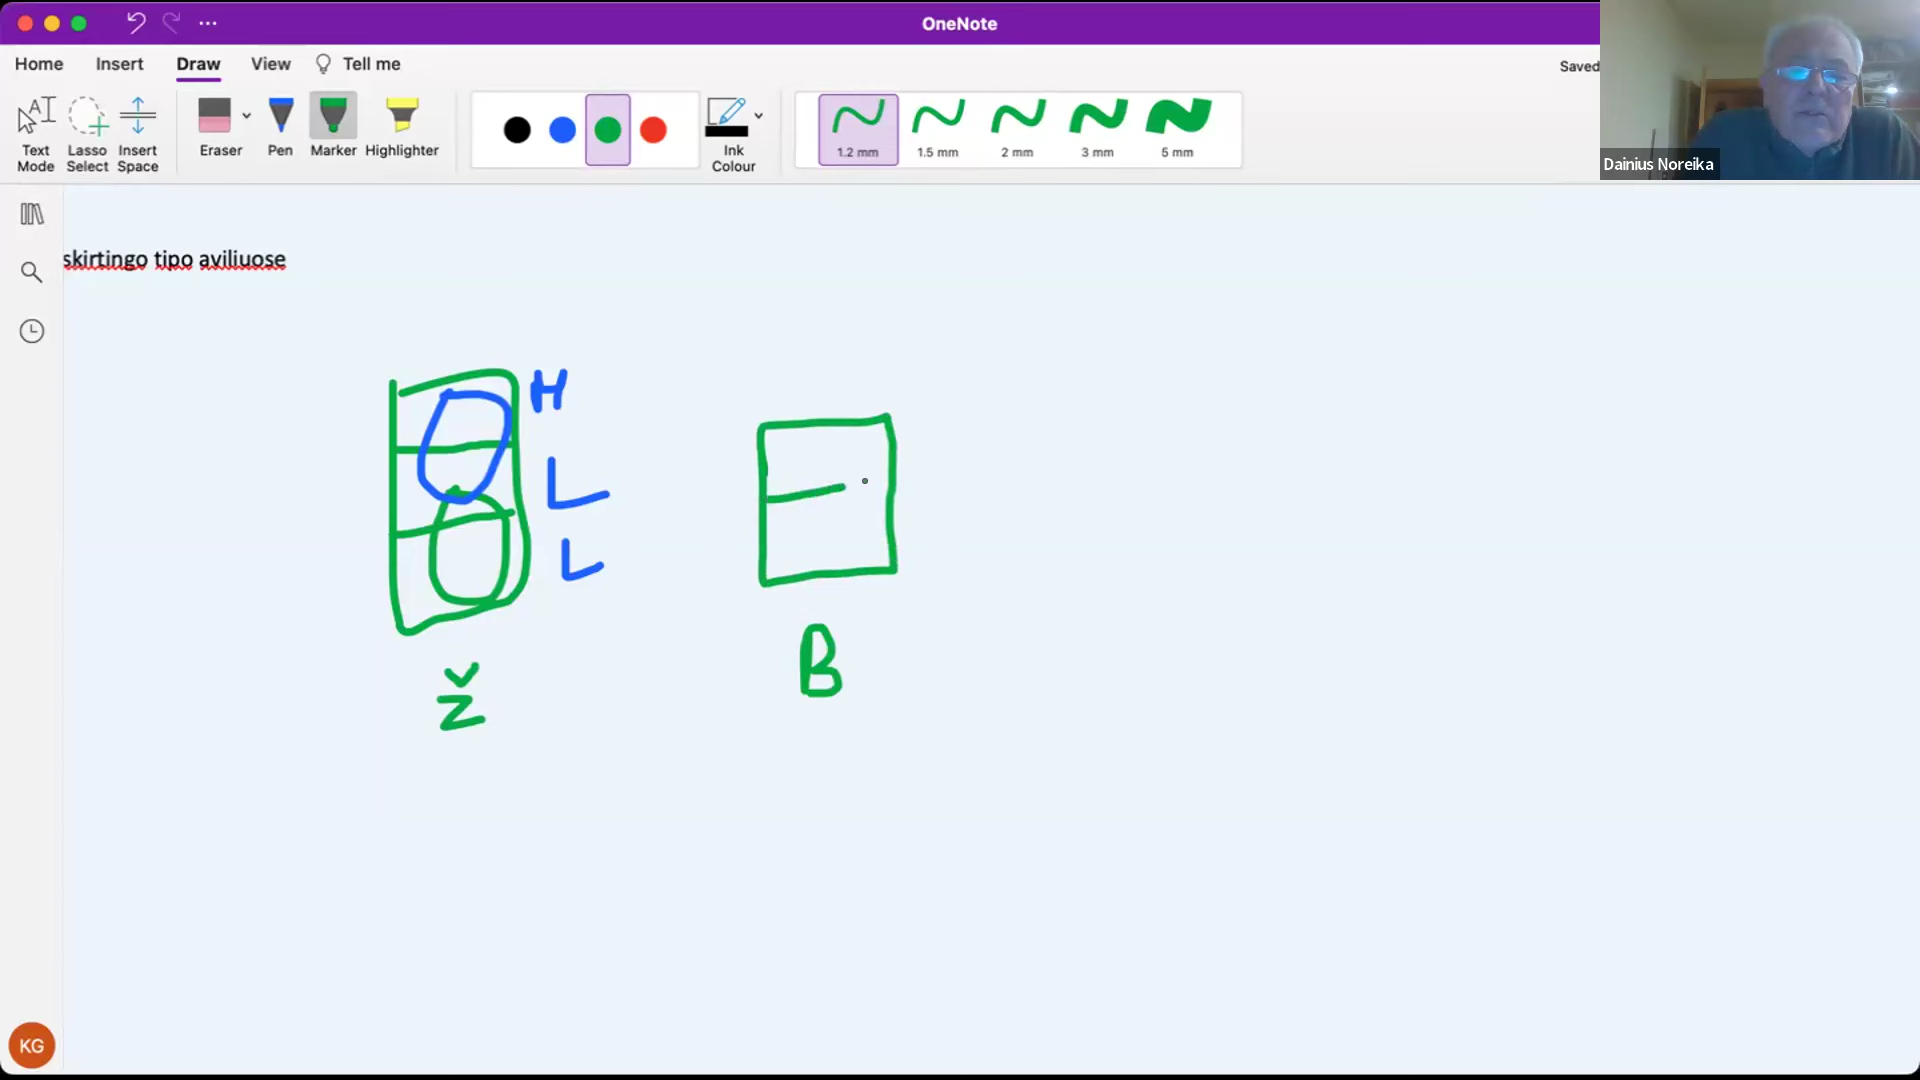 OneNote
Home Insert Draw View Tell me
Saved
Text Mode
Lasso Select
Insert Space
Eraser
Pen
Marker
Highlighter
Ink Colour
1.2 mm
1.5 mm
2 mm
3 mm
5 mm
Dainius Noreika
skirtingo tipo aviliuose
H
L
L
Ž
B
KG